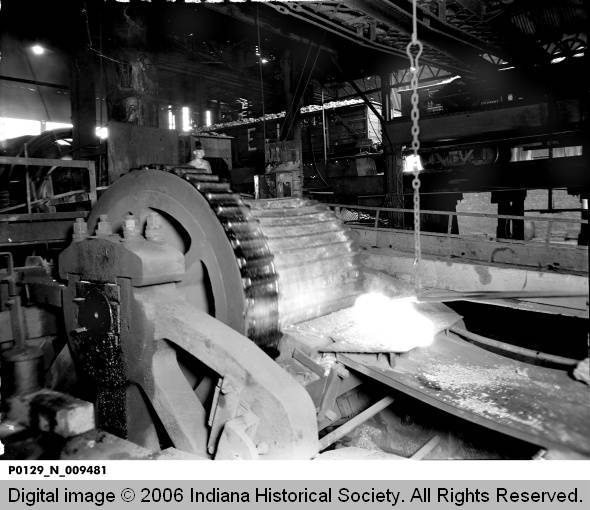 E
P0129_N_009481
Digital image © 2006 Indiana Historical Society. All Rights Reserved.